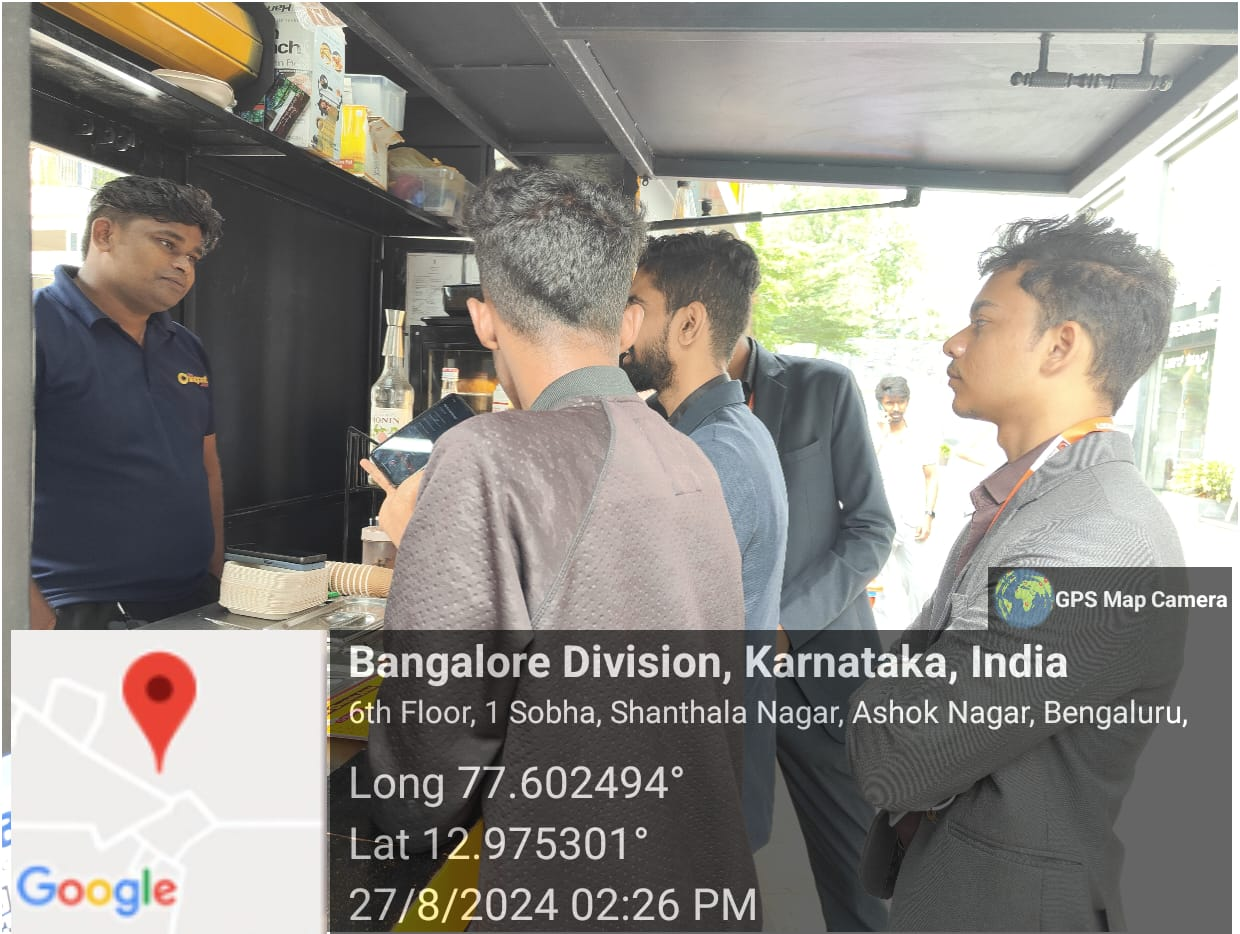 GPS Map Camera
Bangalore Division, Karnataka, India
6th Floor, 1 Sobha, Shanthala Nagar, Ashok Nagar, Bengaluru,
Long 77.602494°
Lat 12.975301°
27/8/2024 02:26 PM
Google